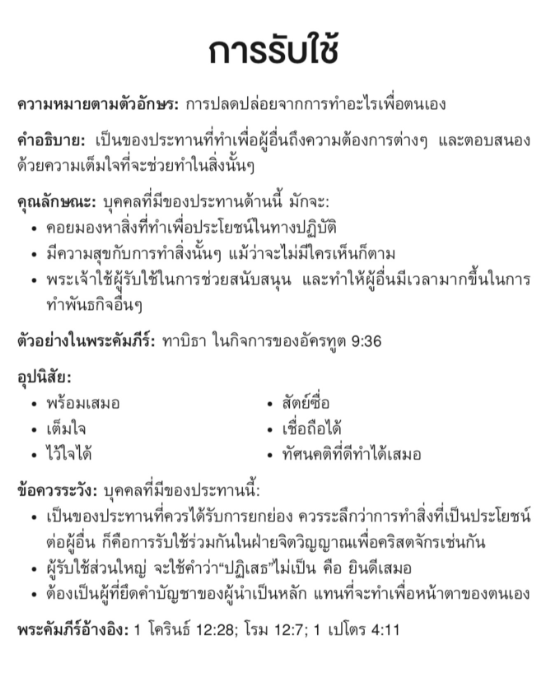 การรับใช้
ความหมายตามตัวอักษร: การปลดปล่อยจากการทำอะไรเพื่อตนเอง
คำอธิบาย: เป็นของประทานที่ทำเพื่อผู้อื่นถึงความต้องการต่างๆ และตอบสนอง
ด้วยความเต็มใจที่จะช่วยทำในสิ่งนั้นๆ
คุณลักษณะ: บุคคลที่มีของประทานด้านนี้ มักจะ:
• คอยมองหาสิ่งที่ทำเพื่อประโยชน์ในทางปฏิบัติ
• มีความสุขกับการทำสิ่งนั้นๆ แม้ว่าจะไม่มีใครเห็นก็ตาม
• พระเจ้าใช้ผู้รับใช้ในการช่วยสนับสนุน และทำให้ผู้อื่นมีเวลามากขึ้นในการ
ทำพันธกิจอื่นๆ
ตัวอย่างในพระคัมภีร์: ทาบิธา ในกิจการของอัครทูต 9:36
อุปนิสัย:
• พร้อมเสมอ
• เต็มใจ
• ไว้ใจได้
• สัตย์ซื่อ
• เชื่อถือได้
• ทัศนคติที่ดีทำได้เสมอ
ข้อควรระวัง: บุคคลที่มีของประทานนี้:
• เป็นของประทานที่ควรได้รับการยกย่อง ควรระลึกว่าการทำสิ่งที่เป็นประโยชน์
ต่อผู้อื่น ก็คือการรับใช้ร่วมกันในฝ่ายจิตวิญญาณเพื่อคริสตจักรเช่นกัน
• ผู้รับใช้ส่วนใหญ่ จะใช้คำว่า“ปฏิเสธ”ไม่เป็น คือ ยินดีเสมอ
• ต้องเป็นผู้ที่ยึดคำบัญชาของผู้นำเป็นหลัก แทนที่จะทำเพื่อหน้าตาของตนเอง
พระคัมภีร์อ้างอิง: 1 โครินธ์ 12:28; โรม 12:7; 1 เปโตร 4:11